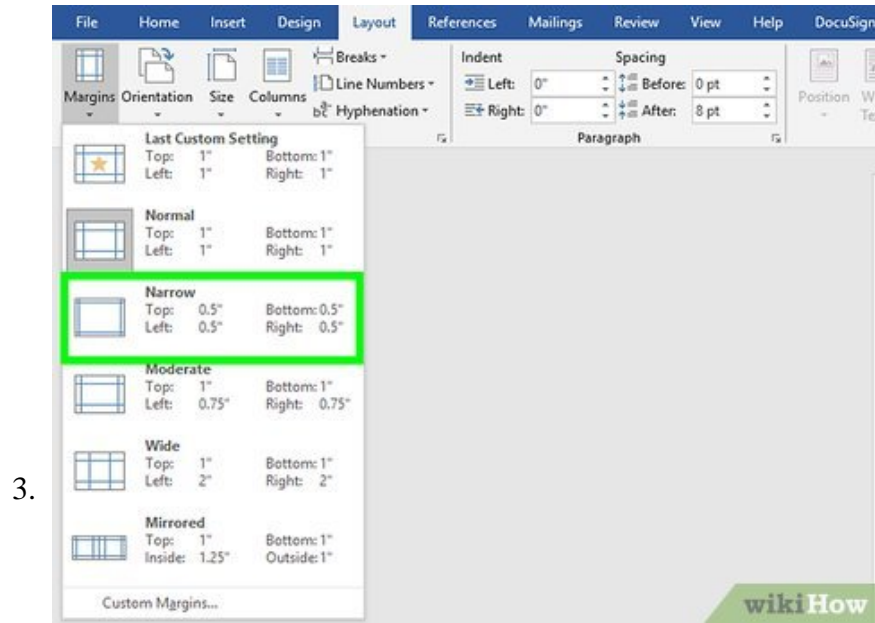 File Home Insert Design Layout References Mailings Review View Help DocuSign
Breaks Indent Spacing
Line Numbers Left: 0" Before: 0 pt
Margins Orientation Size Columns Position
Hyphenation Right: 0" After: 8 pt
Paragraph
Last Custom Setting
Top: 1" Bottom: 1"
Left: 1" Right: 1"
Normal
Top: 1" Bottom: 1"
Left: 1" Right: 1"
Narrow
Top: 0.5" Bottom: 0.5"
Left: 0.5" Right: 0.5"
Moderate
Top: 1" Bottom: 1"
Left: 0.75" Right: 0.75"
Wide
Top: 1" Bottom: 1"
3. Left: 2" Right: 2"
Mirrored
Top: 1" Bottom: 1"
Inside: 1.25" Outside: 1"
Custom Margins...
wikiHow